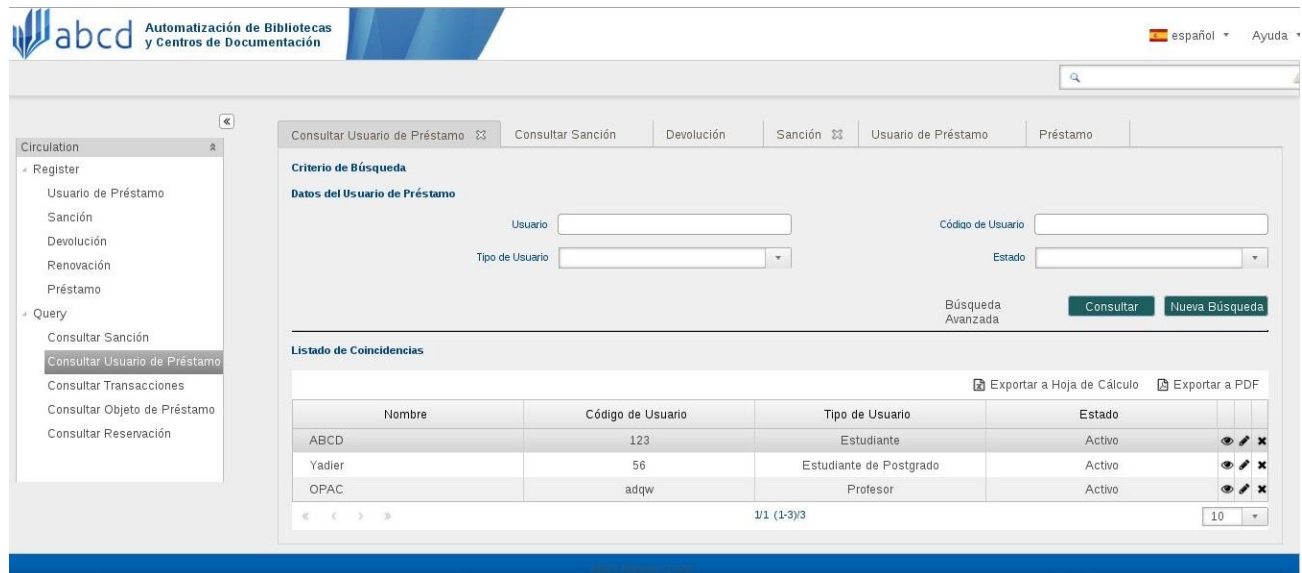 abcd Automatización de Bibliotecas
y Centros de Documentación
español Ayuda
Circulation
Register
Usuario de Préstamo
Sanción
Devolución
Renovación
Préstamo
Query
Consultar Sanción
Consultar Usuario de Préstamo
Consultar Transacciones
Consultar Objeto de Préstamo
Consultar Reservación
Consultar Usuario de Préstamo Consultar Sanción Devolución Sanción Usuario de Préstamo Préstamo
Criterio de Búsqueda
Datos del Usuario de Préstamo
Usuario Código de Usuario
Tipo de Usuario Estado
Búsqueda
Avanzada
Consultar Nueva Búsqueda
Listado de Coincidencias
Exportar a Hoja de Cálculo Exportar a PDF
Nombre Código de Usuario Tipo de Usuario Estado
ABCD 123 Estudiante Activo
Yadier 56 Estudiante de Postgrado Activo
OPAC adqw Profesor Activo
1/1 (1-3)/3 10